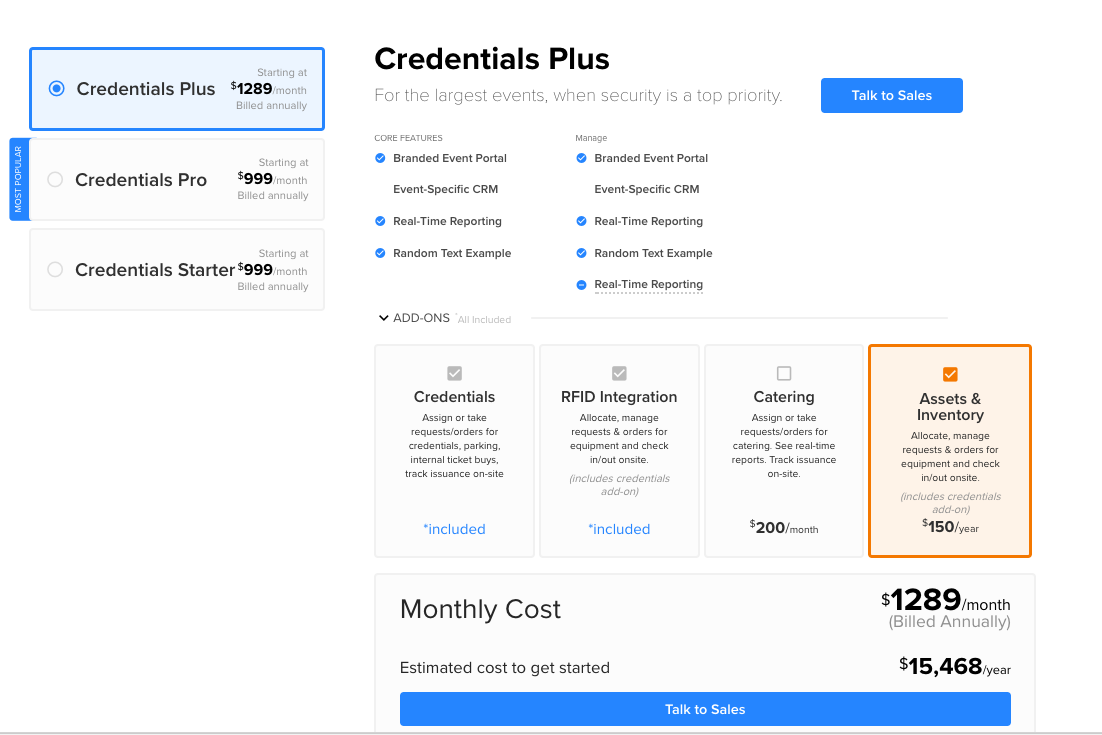 Credentials Plus
Starting at
$1289/month
Billed annually
MOST POPULAR
Credentials Pro
Starting at
$999/month
Billed annually
Credentials Starter
Starting at
$999/month
Billed annually
Credentials Plus
For the largest events, when security is a top priority.
Talk to Sales
CORE FEATURES
Branded Event Portal
Event-Specific CRM
Real-Time Reporting
Random Text Example
Manage
Branded Event Portal
Event-Specific CRM
Real-Time Reporting
Random Text Example
Real-Time Reporting
ADD-ONS *All Included
Credentials
Assign or take
requests/orders for
credentials, parking,
internal ticket buys,
track issuance on-site
*included
RFID Integration
Allocate, manage
requests & orders for
equipment and check
in/out onsite.
(includes credentials
add-on)
*included
Catering
Assign or take
requests/orders for
catering. See real-time
reports. Track issuance
on-site.
$200/month
Assets &
Inventory
Allocate, manage
requests & orders for
equipment and check
in/out onsite.
(includes credentials
add-on)
$150/year
Monthly Cost
$1289/month
(Billed Annually)
Estimated cost to get started
$15,468/year
Talk to Sales